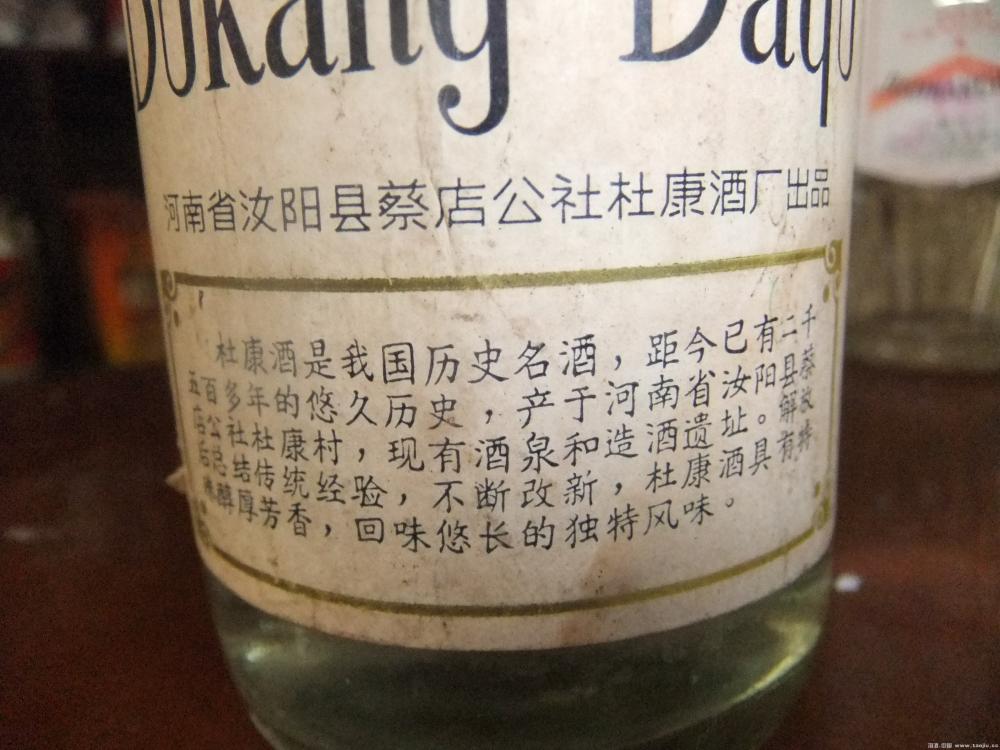 Dukang Daqu
河南省汝阳县蔡店公社杜康酒厂出品
杜康酒是我国历史名酒，距今已有二千
五百多年的悠久历史，产于河南省汝阳县蔡
店公社杜康村，现有酒泉和造酒遗址。解放
后总结传统经验，不断改新，杜康酒具有特
殊醇厚芳香，回味悠长的独特风味。
www.taojiu.cn